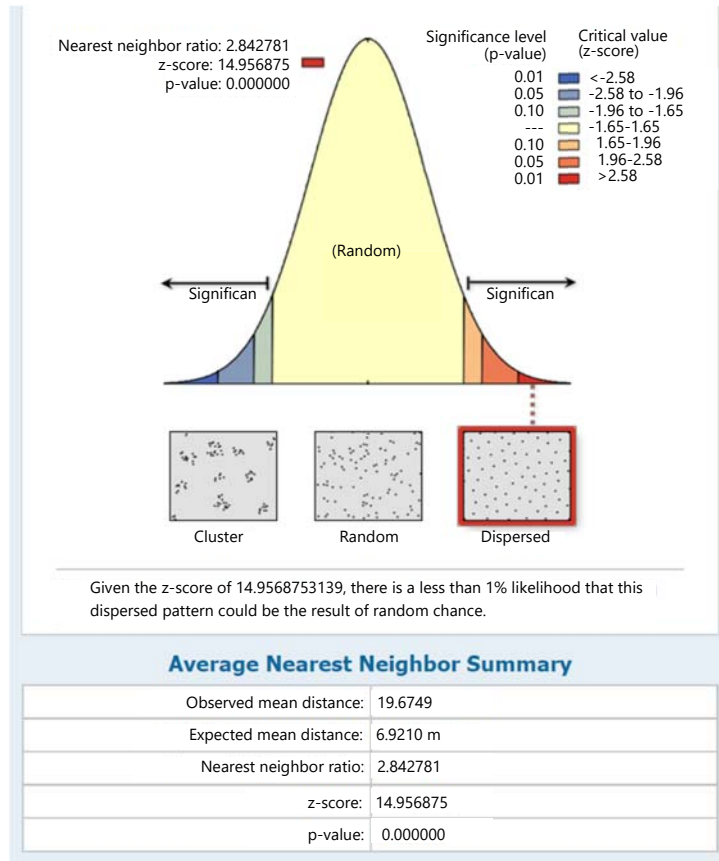 Nearest neighbor ratio: 2.842781
z-score: 14.956875
p-value: 0.000000
Significance level
(p-value)
Critical value
(z-score)
0.01 <-2.58
0.05 -2.58 to -1.96
0.10 -1.96 to -1.65
--- -1.65-1.65
0.10 1.65-1.96
0.05 1.96-2.58
0.01 >2.58
(Random)
Significan
Significan
Cluster
Random
Dispersed
Given the z-score of 14.9568753139, there is a less than 1% likelihood that this
dispersed pattern could be the result of random chance.
Average Nearest Neighbor Summary
Observed mean distance: 19.6749
Expected mean distance: 6.9210 m
Nearest neighbor ratio: 2.842781
z-score: 14.956875
p-value: 0.000000